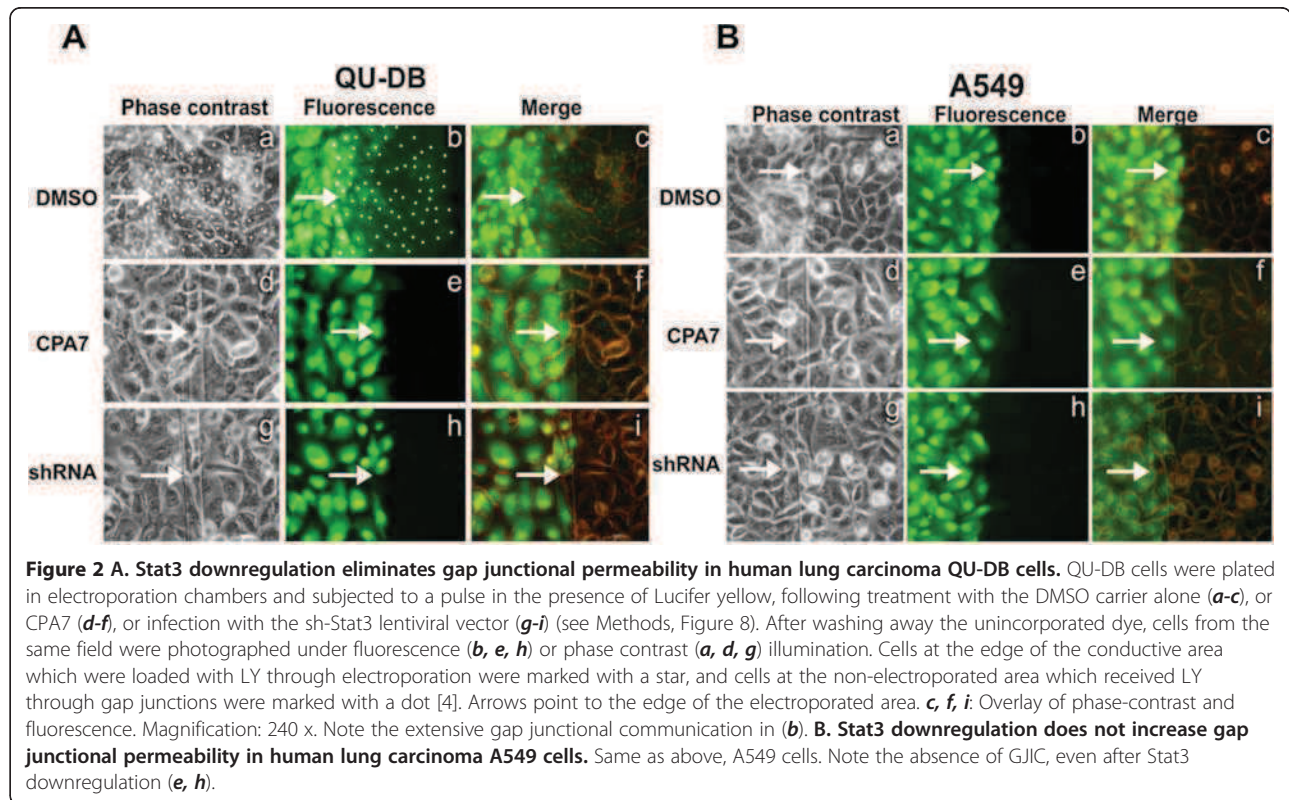 A
B
QU-DB
A549
Phase contrast Fluorescence Merge
Phase contrast Fluorescence Merge
DMSO
a b c
DMSO
a b c
CPA7
d e f
CPA7
d e f
shRNA
g h i
shRNA
g h i
Figure 2 A. Stat3 downregulation eliminates gap junctional permeability in human lung carcinoma QU-DB cells. QU-DB cells were plated
in electroporation chambers and subjected to a pulse in the presence of Lucifer yellow, following treatment with the DMSO carrier alone (a-c), or
CPA7 (d-f), or infection with the sh-Stat3 lentiviral vector (g-i) (see Methods, Figure 8). After washing away the unincorporated dye, cells from the
same field were photographed under fluorescence (b, e, h) or phase contrast (a, d, g) illumination. Cells at the edge of the conductive area
which were loaded with LY through electroporation were marked with a star, and cells at the non-electroporated area which received LY
through gap junctions were marked with a dot [4]. Arrows point to the edge of the electroporated area. c, f, i: Overlay of phase-contrast and
fluorescence. Magnification: 240 x. Note the extensive gap junctional communication in (b). B. Stat3 downregulation does not increase gap
junctional permeability in human lung carcinoma A549 cells. Same as above, A549 cells. Note the absence of GJIC, even after Stat3
downregulation (e, h).